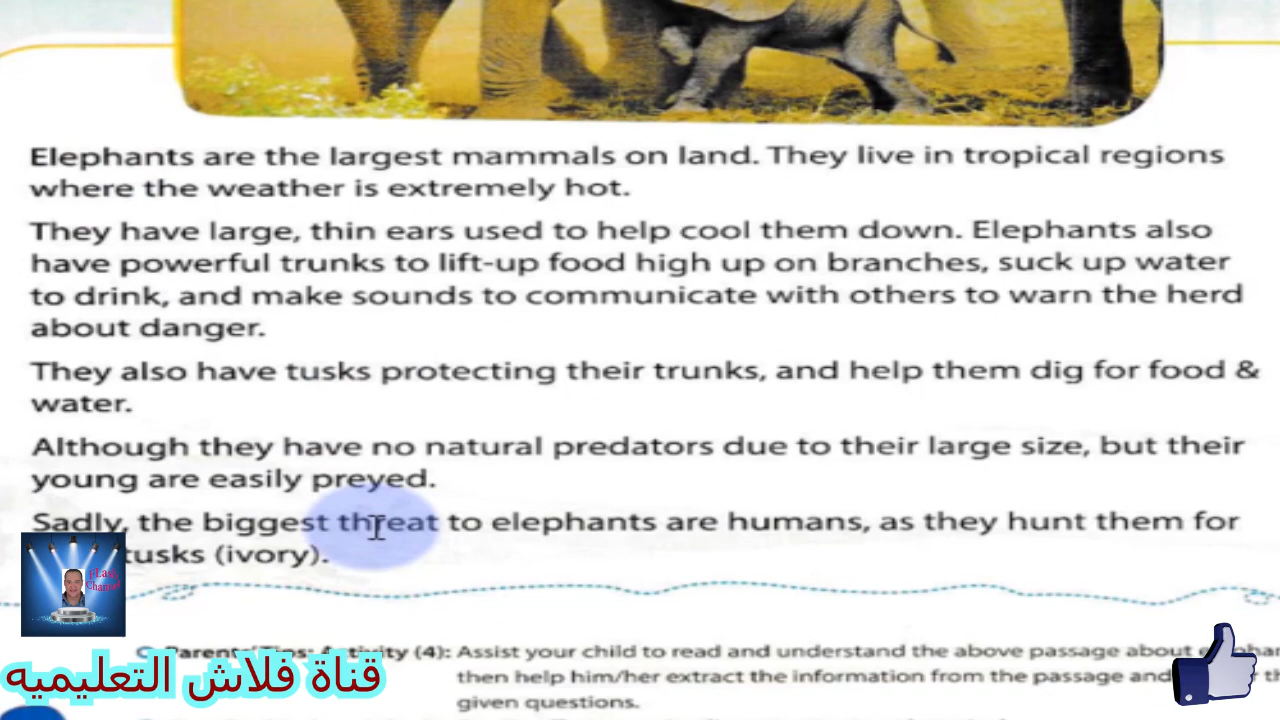 Elephants are the largest mammals on land. They live in tropical regions
where the weather is extremely hot.
They have large, thin ears used to help cool them down. Elephants also
have powerful trunks to lift-up food high up on branches, suck up water
to drink, and make sounds to communicate with others to warn the herd
about danger.
They also have tusks protecting their trunks, and help them dig for food &
water.
Although they have no natural predators due to their large size, but their
young are easily preyed.
Sadly, the biggest threat to elephants are humans, as they hunt them for
tusks (ivory).
FLash
Channel
Parents' Tips: Activity (4): Assist your child to read and understand the above passage about
then help him/her extract the information from the passage and
given questions.
قناة فلاش التعليميه